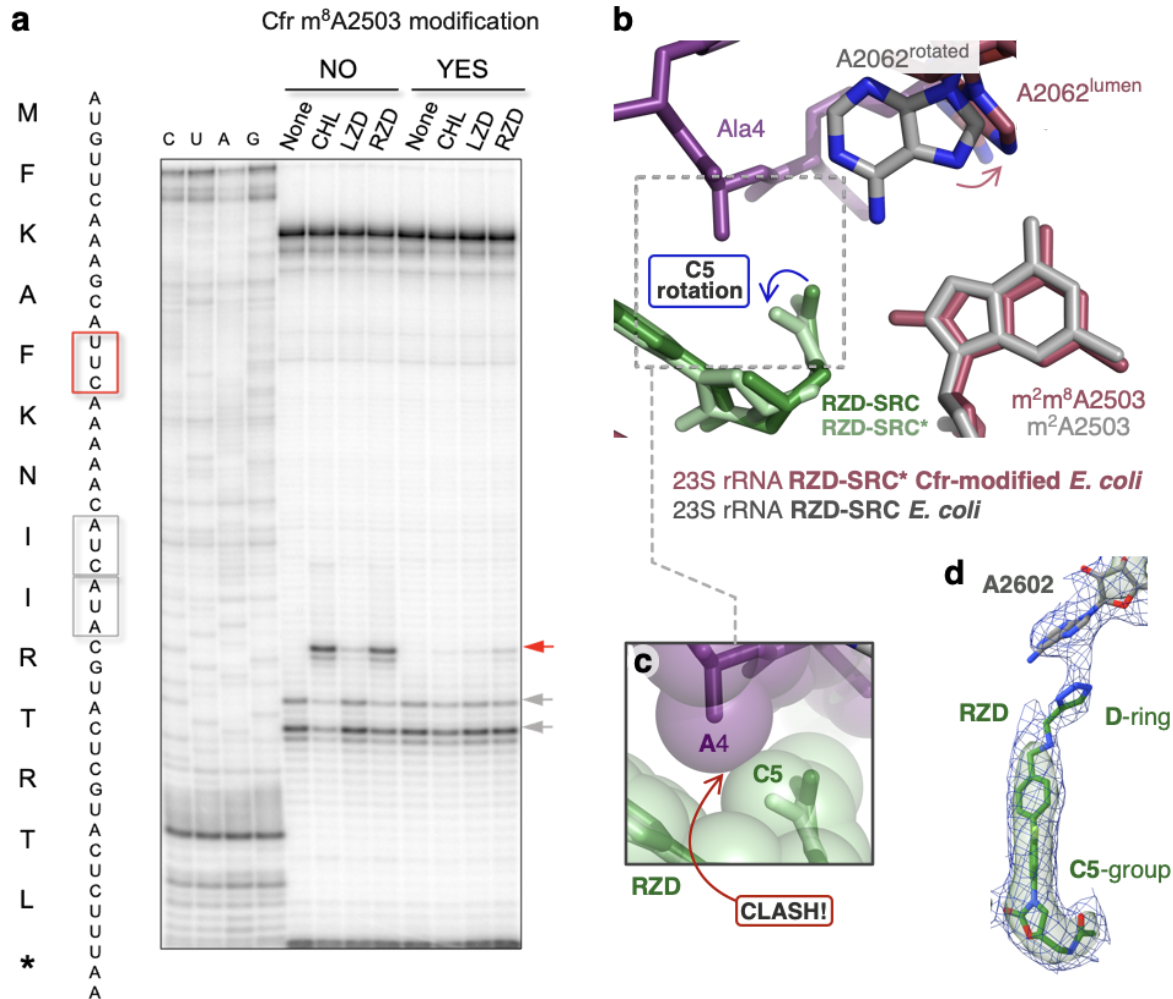 a
Cfr m⁸A2503 modification
NO
YES
None CHL LZD RZD None CHL LZD RZD
C U A G
M F K A F K N I I R T R T L *
A U G U U C A A A G C A U U C A A A A A C A U C A U A C G U A C U C G U A C U C U U U A A
b
A2062rotated
A2062lumen
Ala4
C5
rotation
RZD-SRC
RZD-SRC*
m²m⁸A2503
m²A2503
23S rRNA RZD-SRC* Cfr-modified E. coli
23S rRNA RZD-SRC E. coli
c
A4
C5
RZD
CLASH!
d
A2602
RZD
D-ring
C5-group